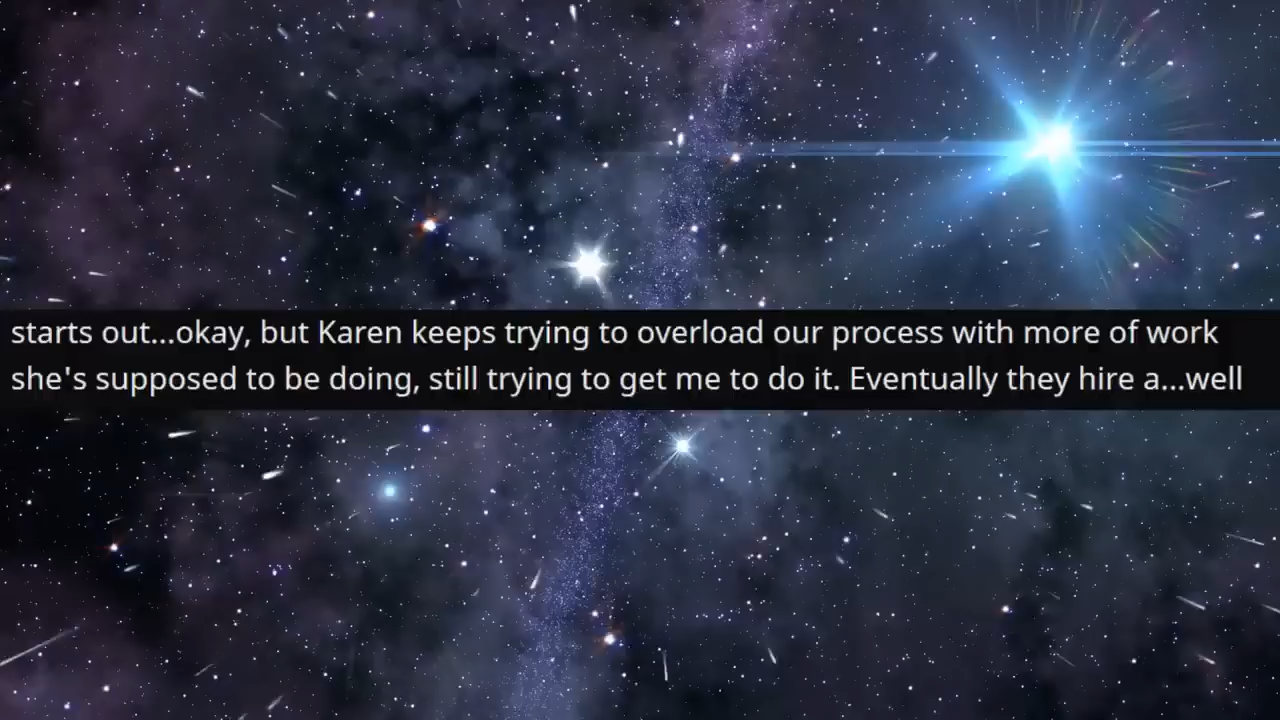 starts out...okay, but Karen keeps trying to overload our process with more of work
she's supposed to be doing, still trying to get me to do it. Eventually they hire a...well